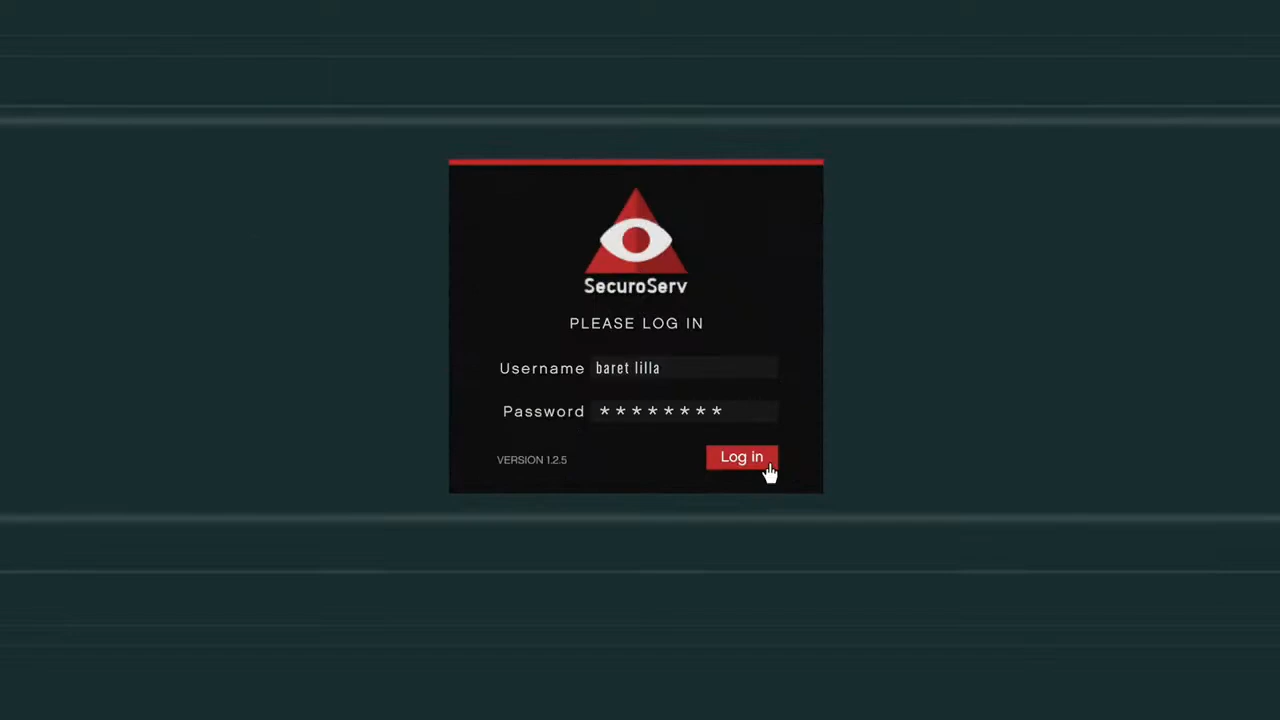 SecuroServ
PLEASE LOG IN
Username baret lilla
Password ********
VERSION 1.2.5 Log in